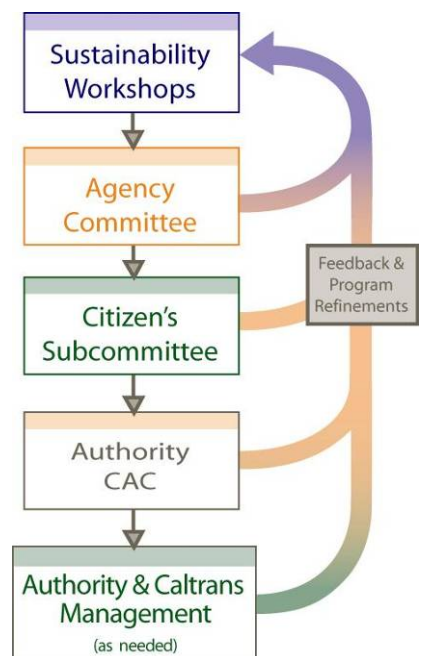 Sustainability
Workshops
Agency
Committee
Feedback &
Program
Refinements
Citizen's
Subcommittee
Authority
CAC
Authority & Caltrans
Management
(as needed)